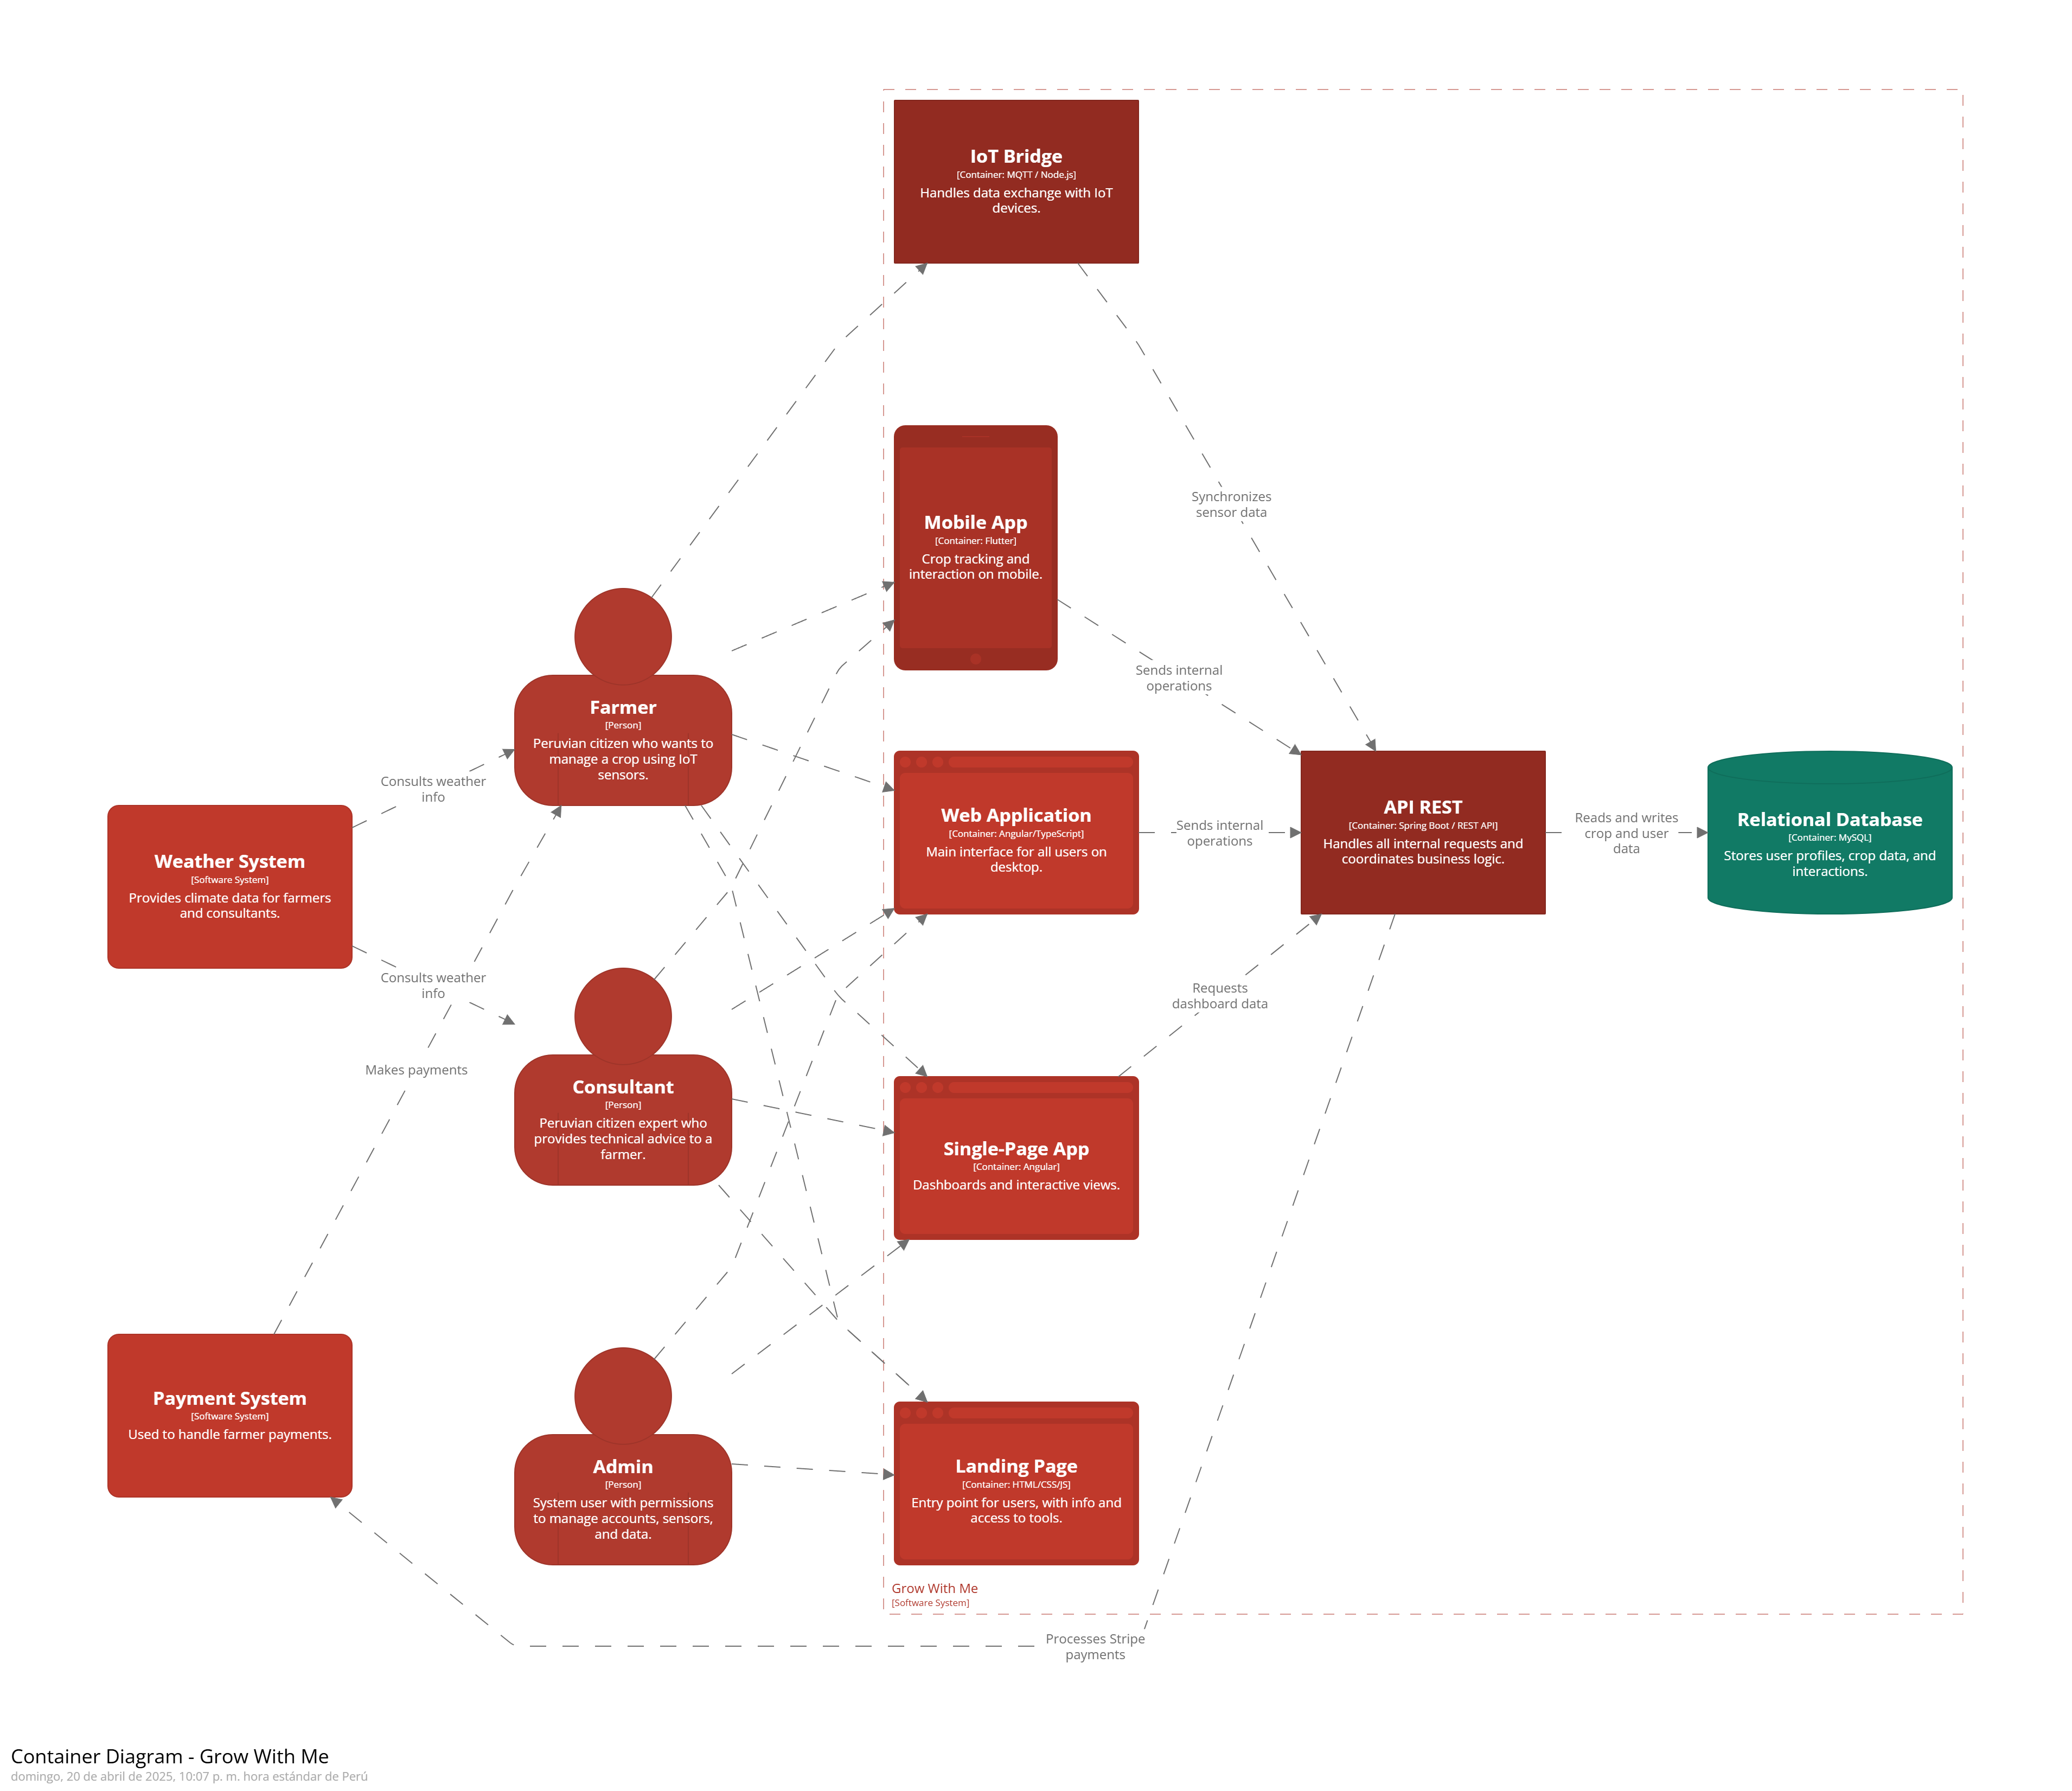 IoT Bridge
[Container: MQTT / Node.js]
Handles data exchange with IoT
devices.
Synchronizes
sensor data
Mobile App
[Container: Flutter]
Crop tracking and
interaction on mobile.
Sends internal
operations
Farmer
[Person]
Peruvian citizen who wants to
manage a crop using IoT
sensors.
Consults weather
info
Weather System
[Software System]
Provides climate data for farmers
and consultants.
Consults weather
info
Web Application
[Container: Angular/TypeScript]
Main interface for all users on
desktop.
Sends internal
operations
API REST
[Container: Spring Boot / REST API]
Handles all internal requests and
coordinates business logic.
Reads and writes
crop and user
data
Relational Database
[Container: MySQL]
Stores user profiles, crop data, and
interactions.
Requests
dashboard data
Makes payments
Consultant
[Person]
Peruvian citizen expert who
provides technical advice to a
farmer.
Single-Page App
[Container: Angular]
Dashboards and interactive views.
Payment System
[Software System]
Used to handle farmer payments.
Admin
[Person]
System user with permissions
to manage accounts, sensors,
and data.
Landing Page
[Container: HTML/CSS/JS]
Entry point for users, with info and
access to tools.
Grow With Me
[Software System]
Processes Stripe
payments
Container Diagram - Grow With Me
domingo, 20 de abril de 2025, 10:07 p. m. hora estándar de Perú